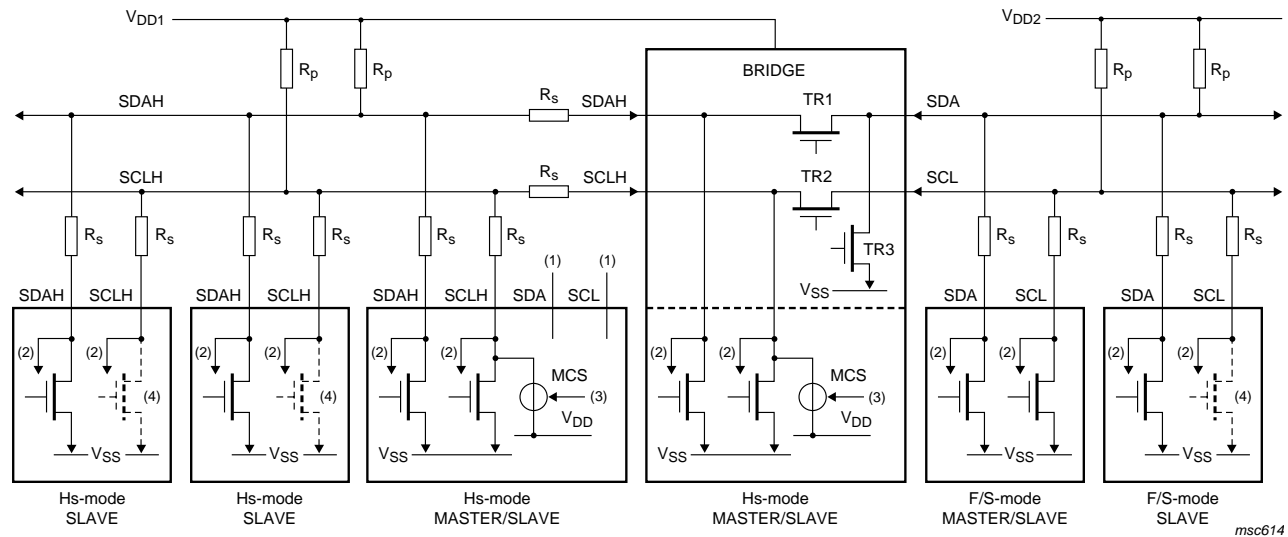 VDD1
VDD2
Rp
Rp
BRIDGE
Rp
Rp
SDAH
Rs
SDAH
TR1
SDA
SCLH
Rs
SCLH
TR2
SCL
Rs
Rs
Rs
Rs
Rs
Rs
(1)
(1)
TR3
Rs
Rs
Rs
Rs
SDAH
SCLH
SDAH
SCLH
SDAH
SCLH
SDA
SCL
VSS
SDA
SCL
SDA
SCL
(2)
(2)
(2)
(2)
(2)
(2)
(2)
(2)
(2)
(2)
(2)
(2)
(4)
(4)
MCS
(3)
MCS
(3)
(4)
VDD
VDD
VSS
VSS
VSS
VSS
VSS
VSS
Hs-mode
SLAVE
Hs-mode
SLAVE
Hs-mode
MASTER/SLAVE
Hs-mode
MASTER/SLAVE
F/S-mode
MASTER/SLAVE
F/S-mode
SLAVE
msc614